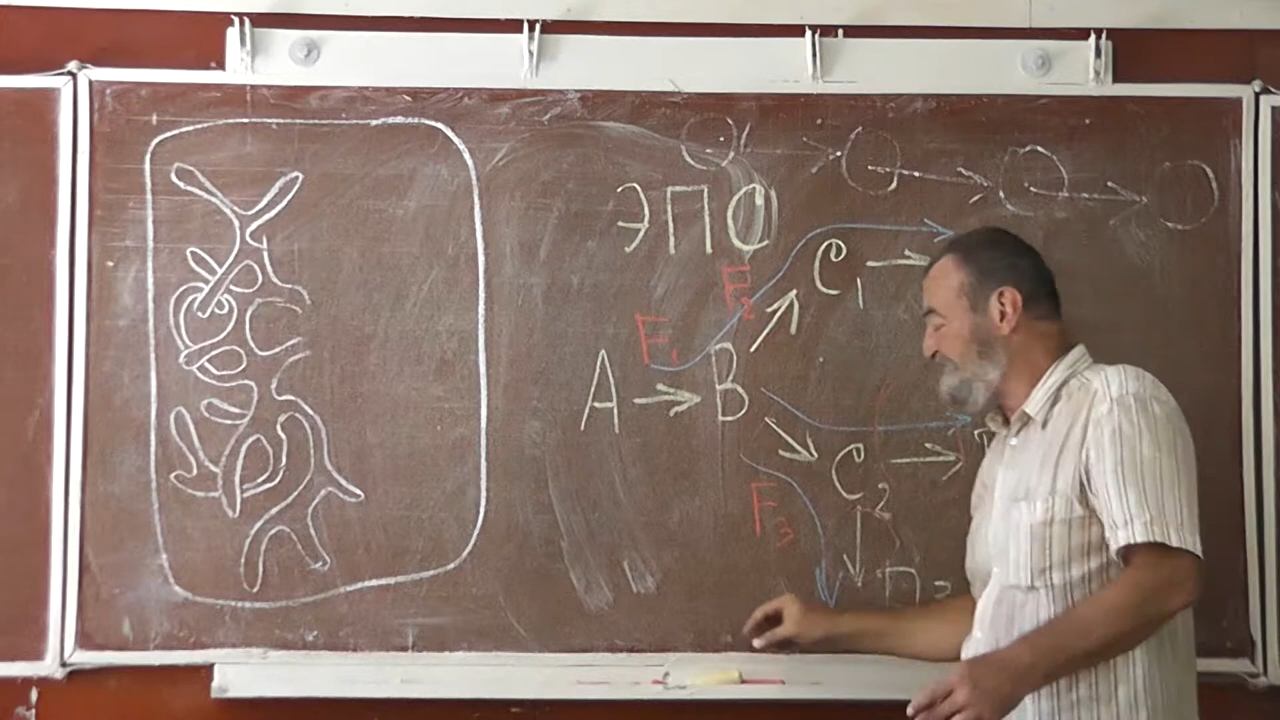 ЭПС
F₂ C₁ →
F₁
A → B
C₂ →
F₃